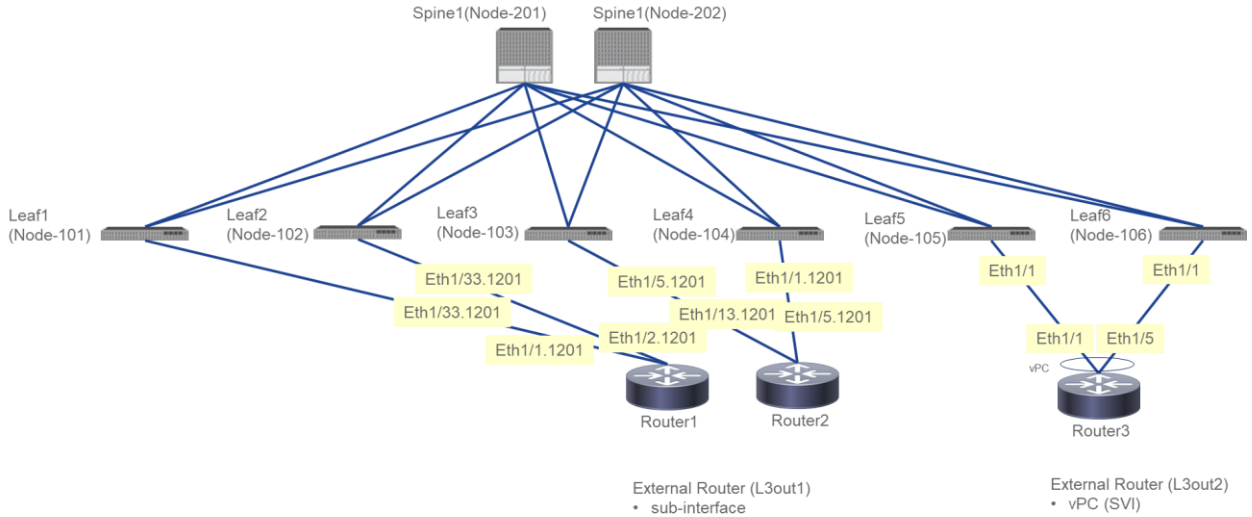 Spine1(Node-201)
Spine1(Node-202)
Leaf1
(Node-101)
Leaf2
(Node-102)
Leaf3
(Node-103)
Leaf4
(Node-104)
Leaf5
(Node-105)
Leaf6
(Node-106)
Eth1/33.1201
Eth1/5.1201
Eth1/1.1201
Eth1/1
Eth1/1
Eth1/33.1201
Eth1/13.1201
Eth1/5.1201
Eth1/1.1201
Eth1/2.1201
Eth1/1
Eth1/5
vPC
Router1
Router2
Router3
External Router (L3out1)
• sub-interface
External Router (L3out2)
• vPC (SVI)